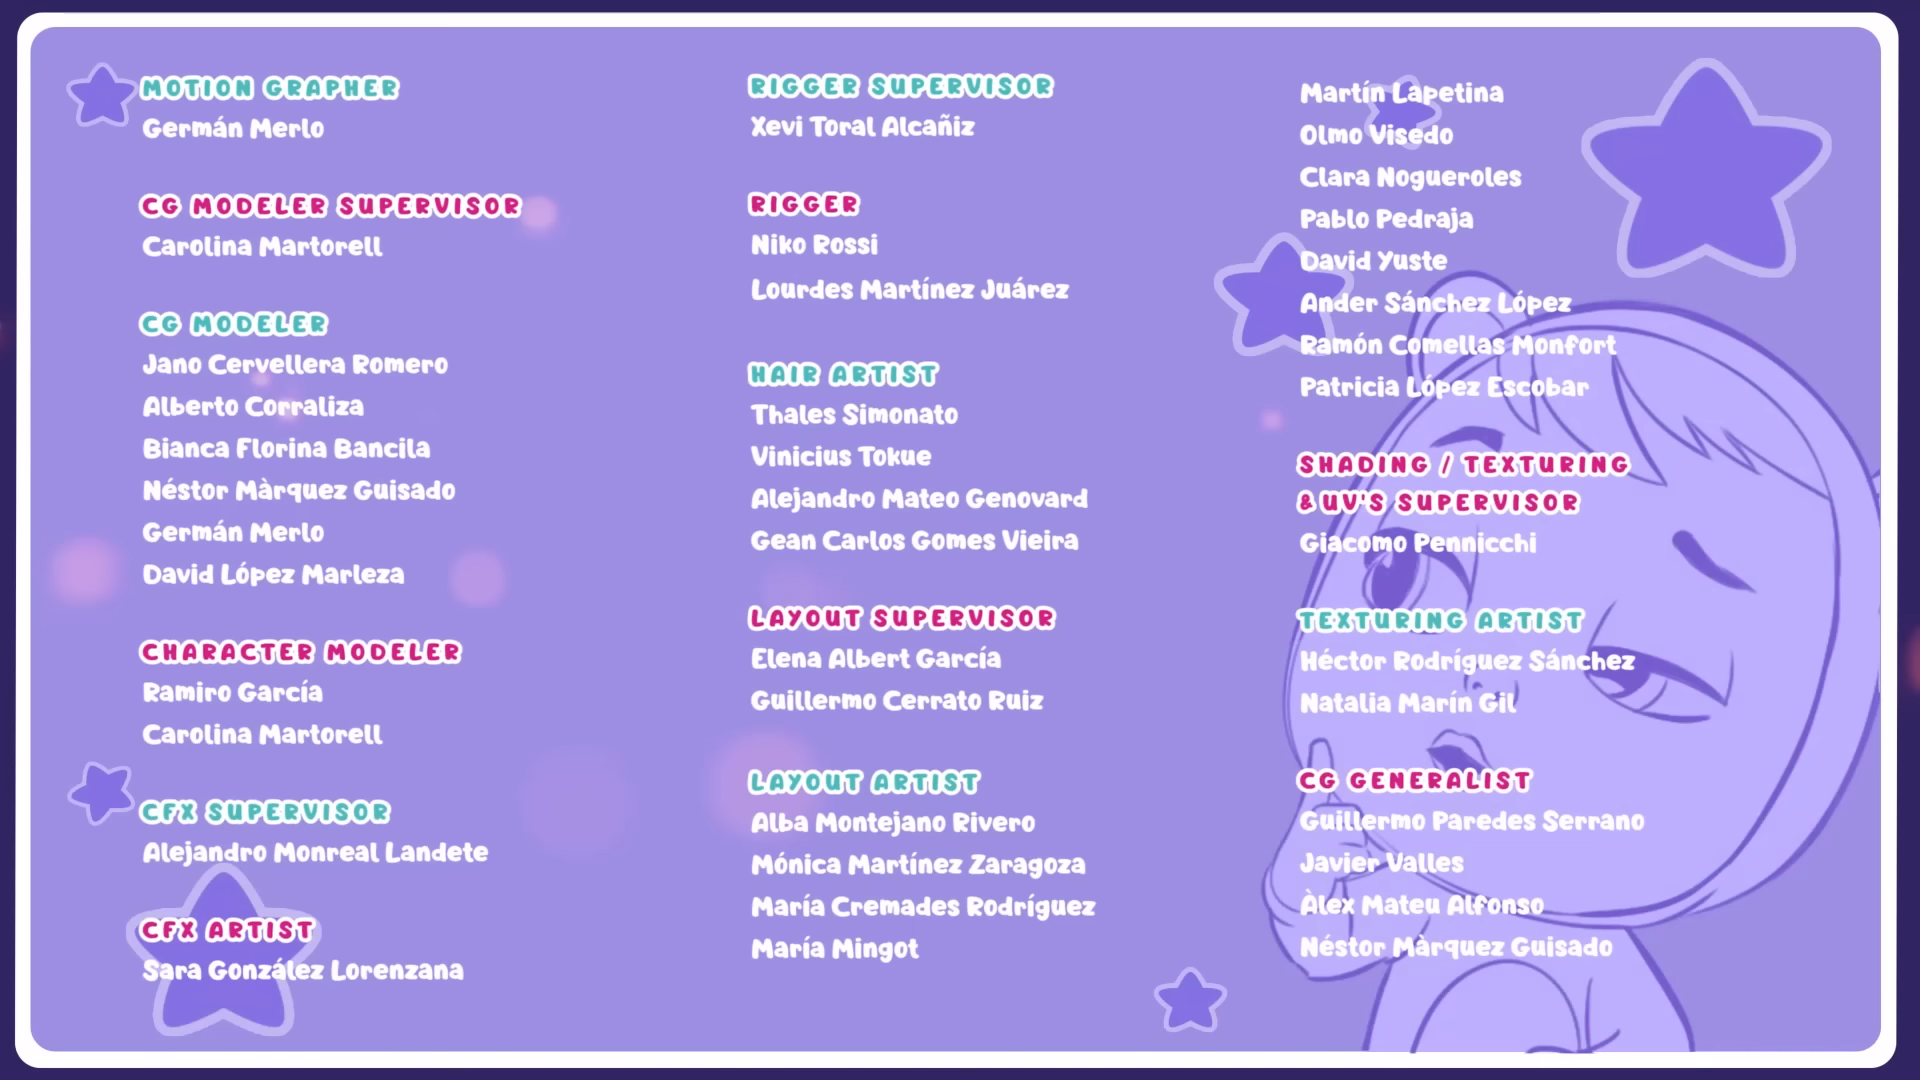 MOTION GRAPHER
Germán Merlo
CG MODELER SUPERVISOR
Carolina Martorell
CG MODELER
Jano Cervellera Romero
Alberto Corraliza
Bianca Florina Bancila
Néstor Màrquez Guisado
Germán Merlo
David López Marleza
CHARACTER MODELER
Ramiro García
Carolina Martorell
CFX SUPERVISOR
Alejandro Monreal Landete
CFX ARTIST
Sara González Lorenzana
RIGGER SUPERVISOR
Xevi Toral Alcañiz
RIGGER
Niko Rossi
Lourdes Martínez Juárez
HAIR ARTIST
Thales Simonato
Vinicius Tokue
Alejandro Mateo Genovard
Gean Carlos Gomes Vieira
LAYOUT SUPERVISOR
Elena Albert García
Guillermo Cerrato Ruiz
LAYOUT ARTIST
Alba Montejano Rivero
Mónica Martínez Zaragoza
María Cremades Rodríguez
María Mingot
Martín Lapetina
Olmo Visedo
Clara Nogueroles
Pablo Pedraja
David Yuste
Ander Sánchez López
Ramón Comellas Monfort
Patricia López Escobar
SHADING / TEXTURING
& UV'S SUPERVISOR
Giacomo Pennicchi
TEXTURING ARTIST
Héctor Rodríguez Sánchez
Natalia Marín Gil
CG GENERALIST
Guillermo Paredes Serrano
Javier Valles
Àlex Mateu Alfonso
Néstor Màrquez Guisado